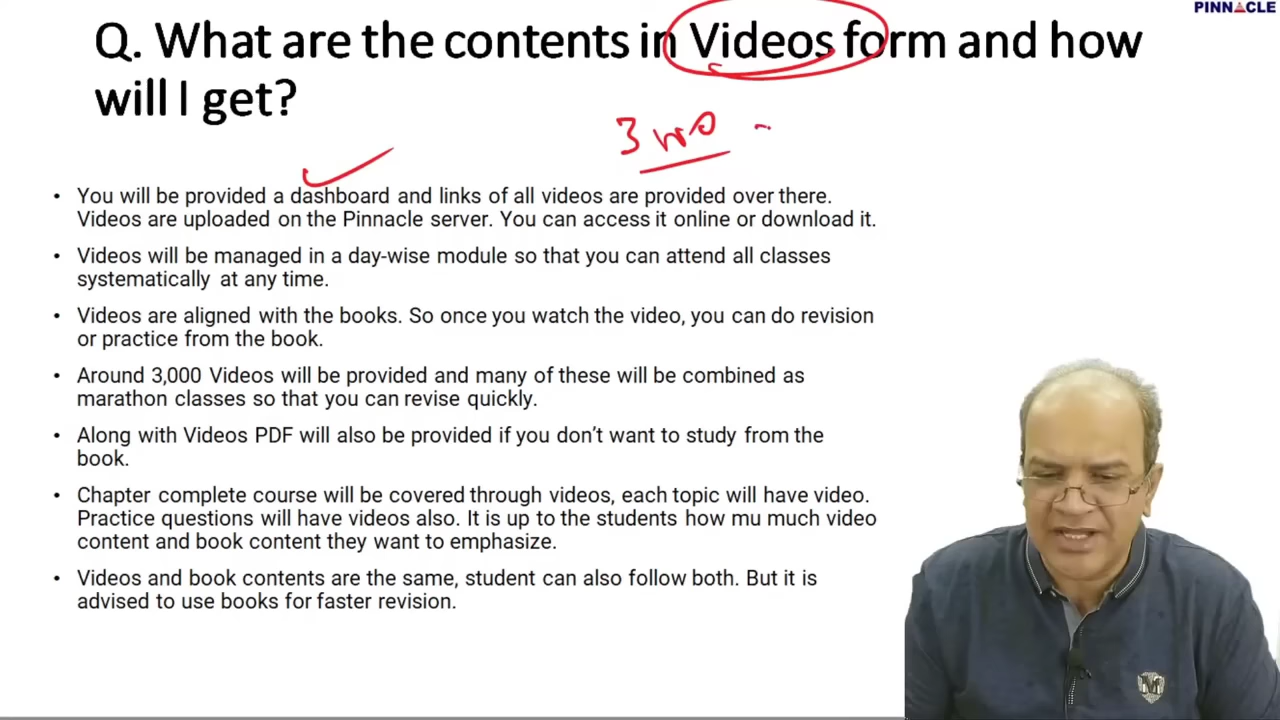 PINNACLE
Q. What are the contents in Videos form and how
will I get?
• You will be provided a dashboard and links of all videos are provided over there.
Videos are uploaded on the Pinnacle server. You can access it online or download it.
• Videos will be managed in a day-wise module so that you can attend all classes
systematically at any time.
• Videos are aligned with the books. So once you watch the video, you can do revision
or practice from the book.
• Around 3,000 Videos will be provided and many of these will be combined as
marathon classes so that you can revise quickly.
• Along with Videos PDF will also be provided if you don’t want to study from the
book.
• Chapter complete course will be covered through videos, each topic will have video.
Practice questions will have videos also. It is up to the students how mu much video
content and book content they want to emphasize.
• Videos and book contents are the same, student can also follow both. But it is
advised to use books for faster revision.